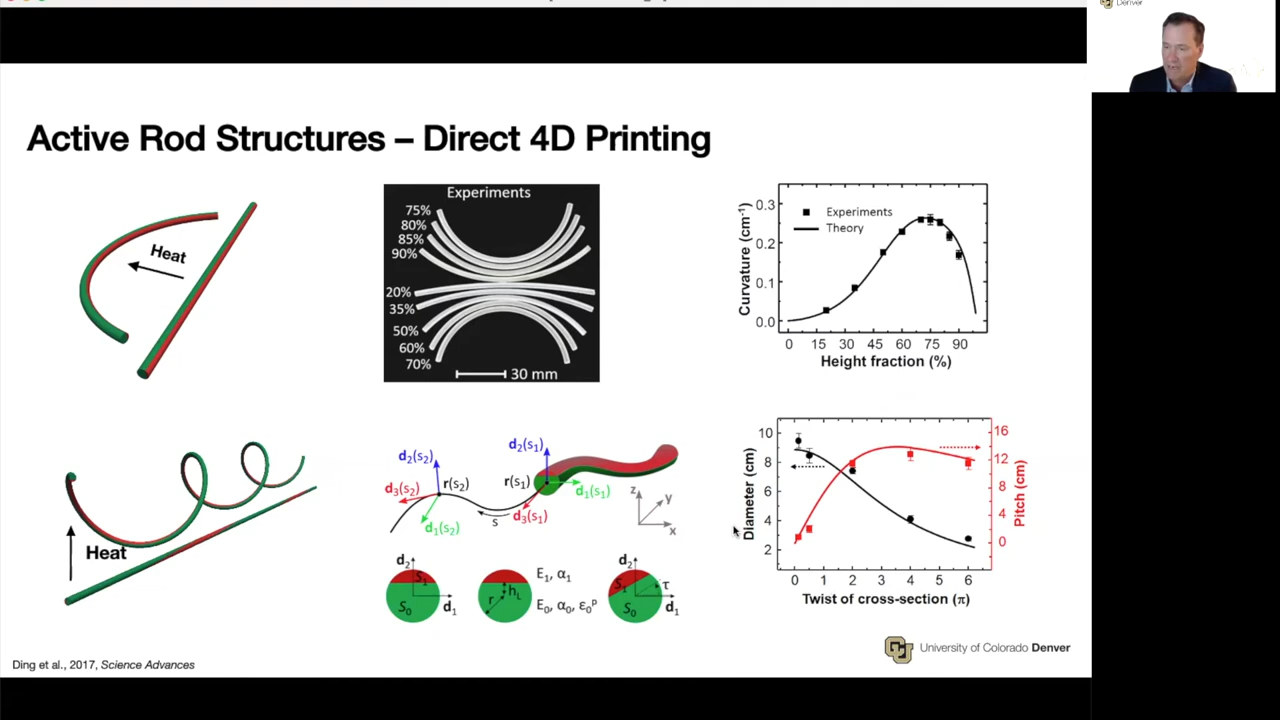 Denver
Active Rod Structures – Direct 4D Printing
Heat
Experiments
75%
80%
85%
90%
20%
35%
50%
60%
70%
30 mm
Curvature (cm⁻¹)
0.3
0.2
0.1
0.0
Experiments
Theory
0 15 30 45 60 75 90
Height fraction (%)
Heat
d₂(s₂)
d₃(s₂)
r(s₂)
d₁(s₂)
s
d₂(s₁)
r(s₁)
d₁(s₁)
d₃(s₁)
z
y
x
d₂
S₁
S₀
d₁
r
h_L
E₁, α₁
E₀, α₀, ε₀ᵖ
d₂
S₁
τ
S₀
d₁
Diameter (cm)
10
8
6
4
2
16
12
8
4
0
Pitch (cm)
0 1 2 3 4 5 6
Twist of cross-section (π)
Ding et al., 2017, Science Advances
CU
University of Colorado Denver